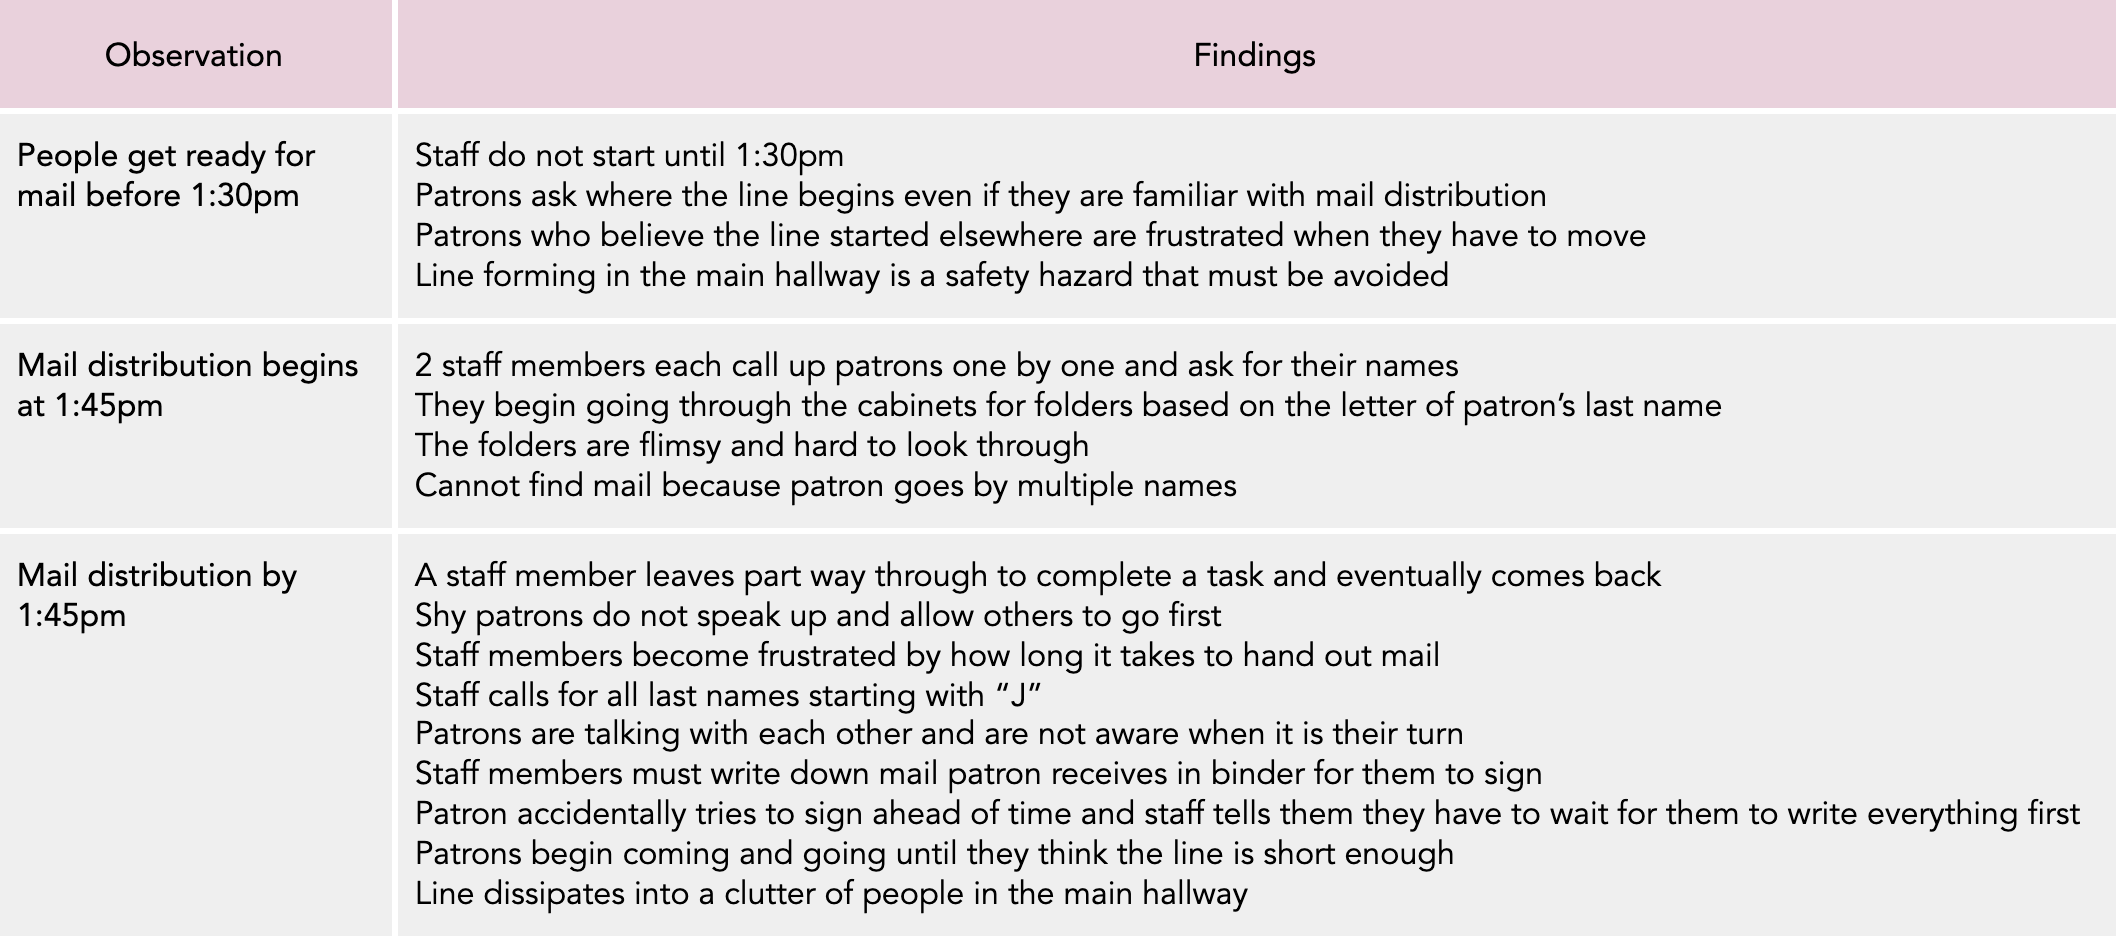 Observation
Findings
People get ready for
mail before 1:30pm
Staff do not start until 1:30pm
Patrons ask where the line begins even if they are familiar with mail distribution
Patrons who believe the line started elsewhere are frustrated when they have to move
Line forming in the main hallway is a safety hazard that must be avoided
Mail distribution begins
at 1:45pm
2 staff members each call up patrons one by one and ask for their names
They begin going through the cabinets for folders based on the letter of patron’s last name
The folders are flimsy and hard to look through
Cannot find mail because patron goes by multiple names
Mail distribution by
1:45pm
A staff member leaves part way through to complete a task and eventually comes back
Shy patrons do not speak up and allow others to go first
Staff members become frustrated by how long it takes to hand out mail
Staff calls for all last names starting with “J”
Patrons are talking with each other and are not aware when it is their turn
Staff members must write down mail patron receives in binder for them to sign
Patron accidentally tries to sign ahead of time and staff tells them they have to wait for them to write everything first
Patrons begin coming and going until they think the line is short enough
Line dissipates into a clutter of people in the main hallway